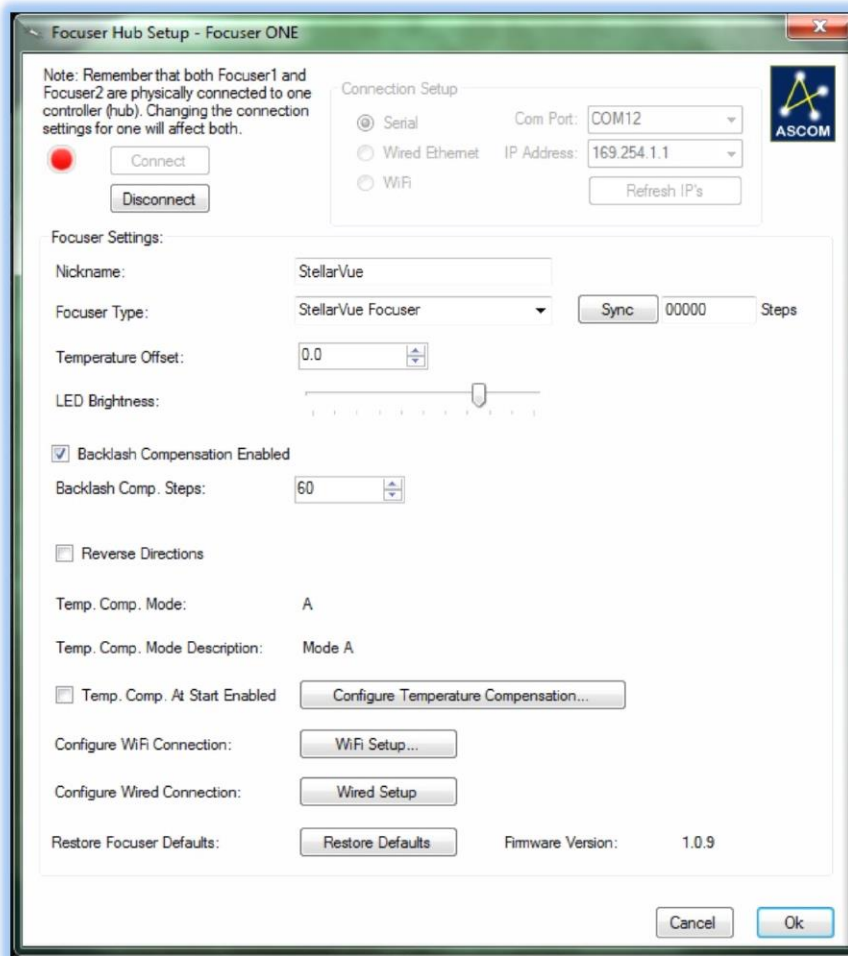 Focuser Hub Setup - Focuser ONE
Note: Remember that both Focuser1 and
Focuser2 are physically connected to one
controller (hub). Changing the connection
settings for one will affect both.
Connect
Disconnect
Connection Setup
Serial
Com Port:
COM12
Wired Ethernet
IP Address:
169.254.1.1
WiFi
Refresh IP's
ASCOM
Focuser Settings:
Nickname:
StellarVue
Focuser Type:
StellarVue Focuser
Sync
00000
Steps
Temperature Offset:
0.0
LED Brightness:
Backlash Compensation Enabled
Backlash Comp. Steps:
60
Reverse Directions
Temp. Comp. Mode:
A
Temp. Comp. Mode Description:
Mode A
Temp. Comp. At Start Enabled
Configure Temperature Compensation...
Configure WiFi Connection:
WiFi Setup...
Configure Wired Connection:
Wired Setup
Restore Focuser Defaults:
Restore Defaults
Firmware Version:
1.0.9
Cancel
Ok